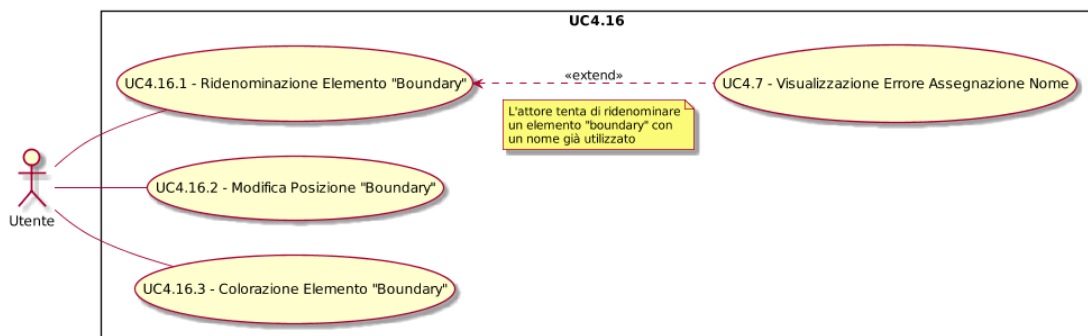 UC4.16
UC4.16.1 - Ridenominazione Elemento "Boundary"
«extend»
UC4.7 - Visualizzazione Errore Assegnazione Nome
L'attore tenta di ridenominare
un elemento "boundary" con
un nome già utilizzato
UC4.16.2 - Modifica Posizione "Boundary"
Utente
UC4.16.3 - Colorazione Elemento "Boundary"